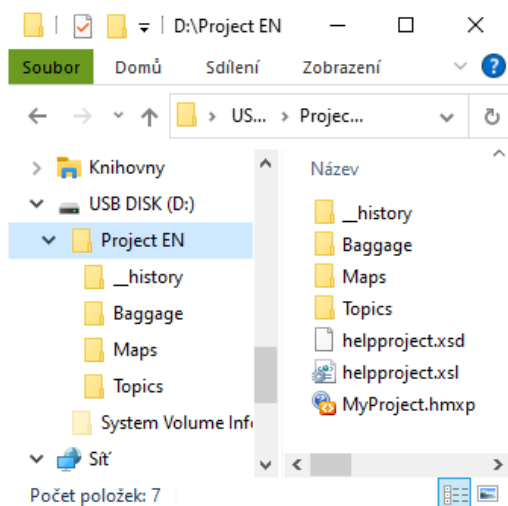 D:\Project EN
Soubor Domů Sdílení Zobrazení
US... Projec...
Knihovny
USB DISK (D:)
Project EN
__history
Baggage
Maps
Topics
System Volume Info
Síť
Název
__history
Baggage
Maps
Topics
helpproject.xsd
helpproject.xsl
MyProject.hmxp
Počet položek: 7